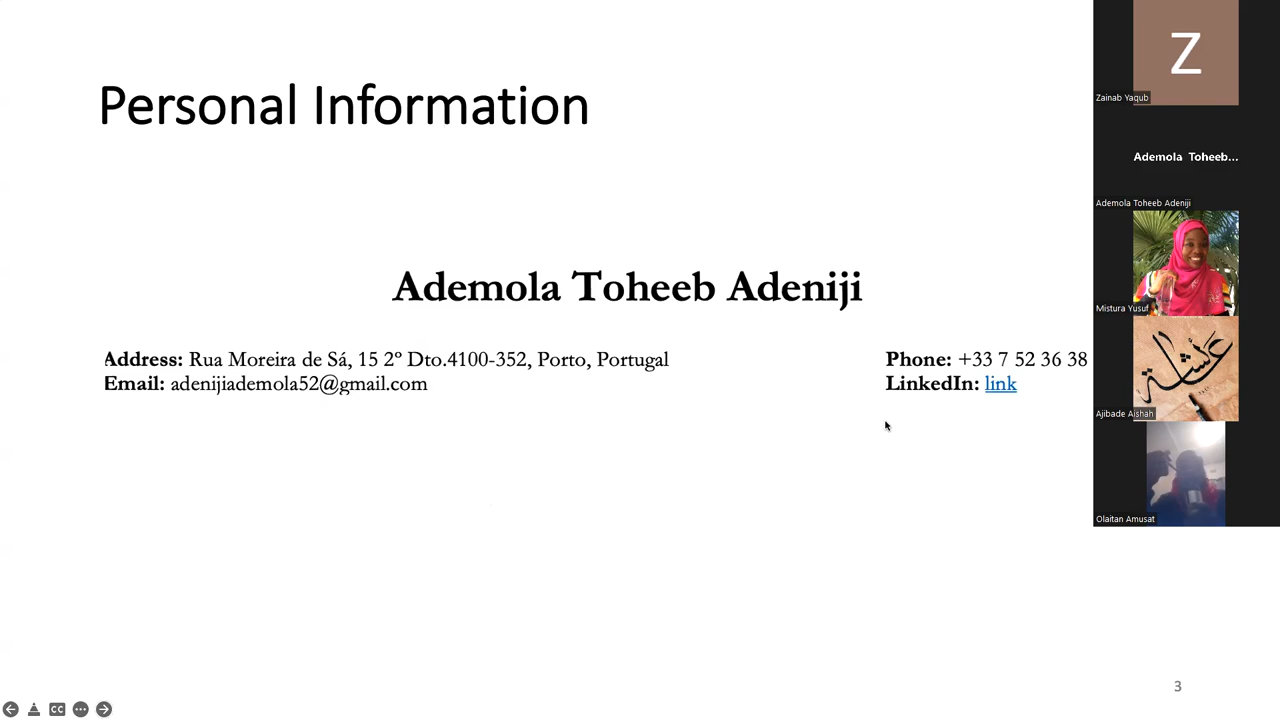 Personal Information
Ademola Toheeb Adeniji
Address: Rua Moreira de Sá, 15 2º Dto.4100-352, Porto, Portugal
Phone: +33 7 52 36 38
Email: adenijiademola52@gmail.com
LinkedIn: link
3
CC
Z
Zainab Yaqub
Ademola Toheeb...
Ademola Toheeb Adeniji
Mistura Yusuf
عائشة
Ajibade Aishah
Olaitan Amusat